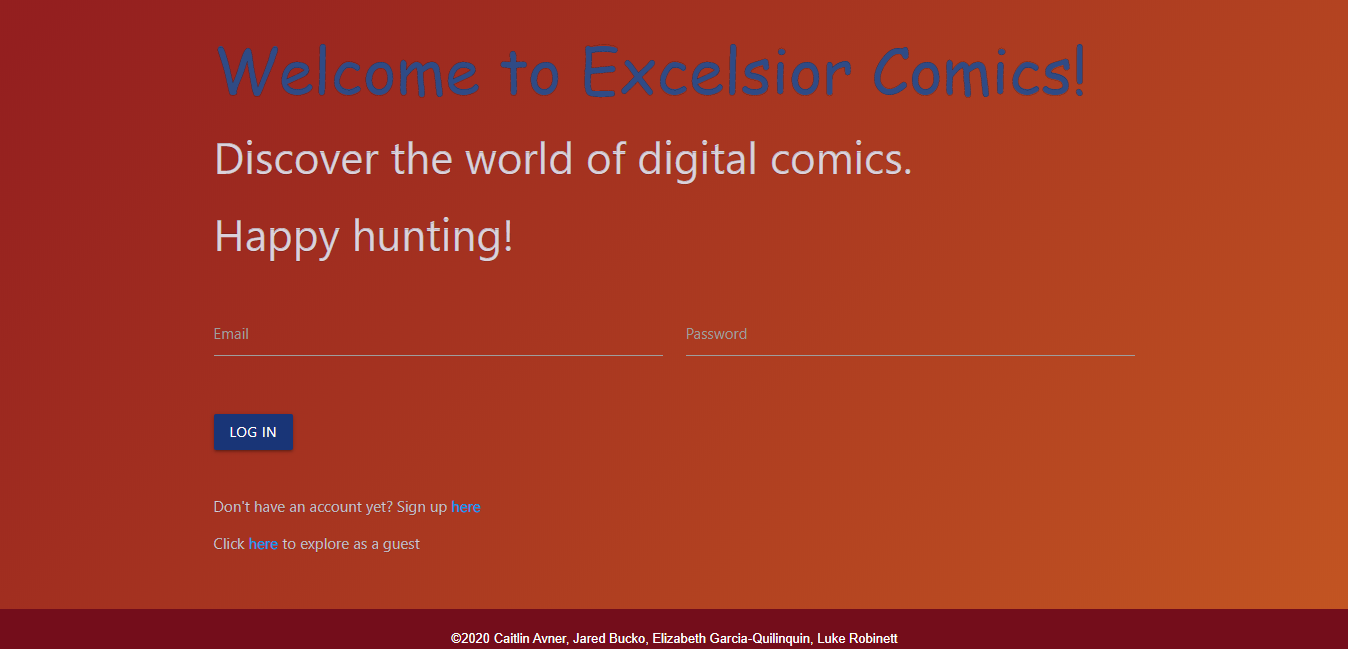 Welcome to Excelsior Comics!
Discover the world of digital comics.
Happy hunting!
Email Password
LOG IN
Don't have an account yet? Sign up here
Click here to explore as a guest
©2020 Caitlin Avner, Jared Bucko, Elizabeth Garcia-Quilinquin, Luke Robinett